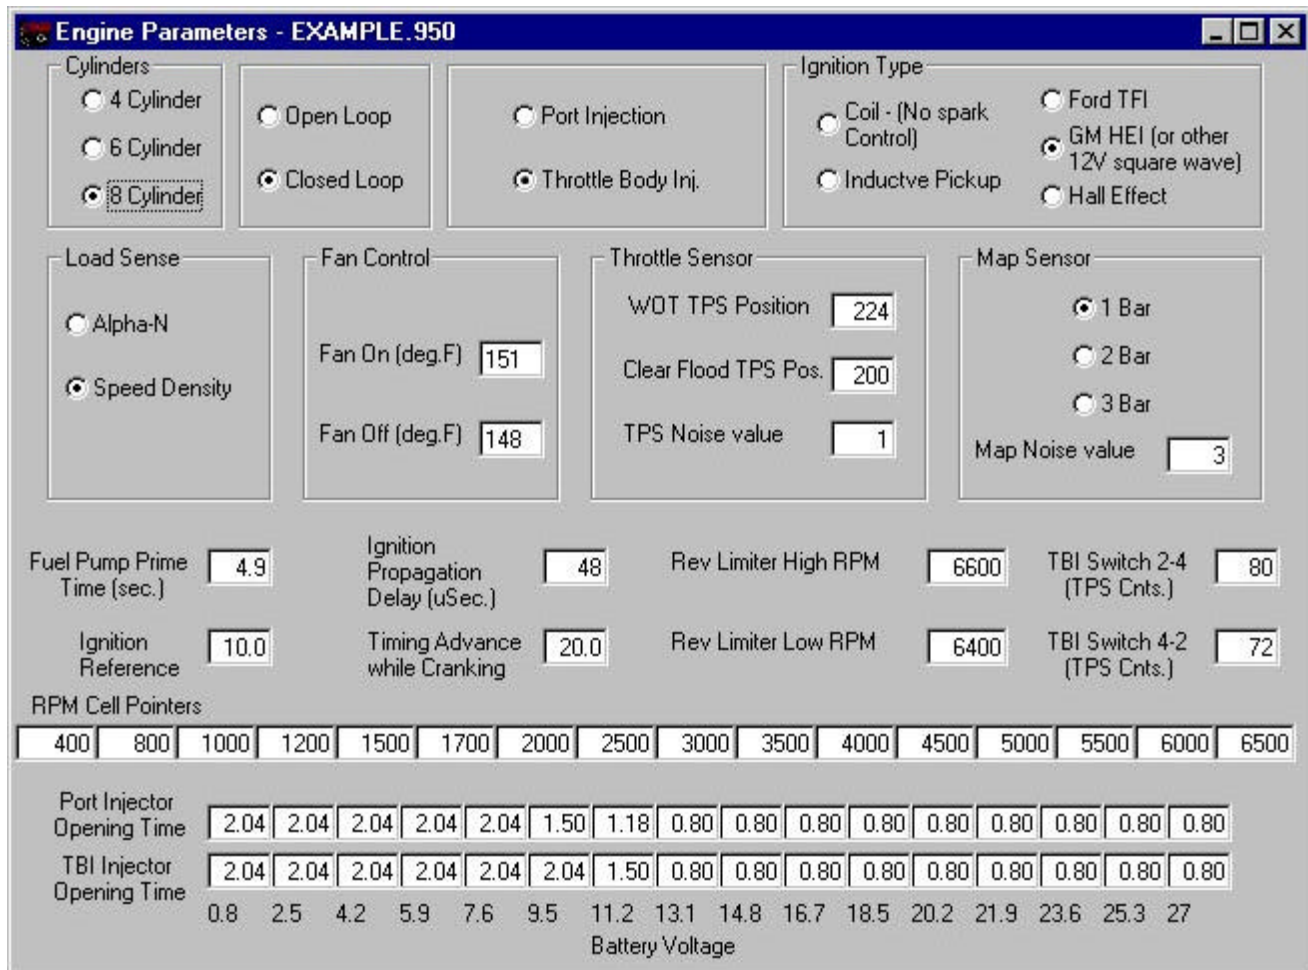 Engine Parameters - EXAMPLE.950
Cylinders
4 Cylinder
6 Cylinder
8 Cylinder
Open Loop
Closed Loop
Port Injection
Throttle Body Inj.
Ignition Type
Coil - (No spark
Control)
Inductve Pickup
Ford TFI
GM HEI (or other
12V square wave)
Hall Effect
Load Sense
Alpha-N
Speed Density
Fan Control
Fan On (deg.F) 151
Fan Off (deg.F) 148
Throttle Sensor
WOT TPS Position 224
Clear Flood TPS Pos. 200
TPS Noise value 1
Map Sensor
1 Bar
2 Bar
3 Bar
Map Noise value 3
Fuel Pump Prime
Time (sec.) 4.9
Ignition
Propagation
Delay (uSec.) 48
Rev Limiter High RPM 6600
TBI Switch 2-4
(TPS Cnts.) 80
Ignition
Reference 10.0
Timing Advance
while Cranking 20.0
Rev Limiter Low RPM 6400
TBI Switch 4-2
(TPS Cnts.) 72
RPM Cell Pointers
400 800 1000 1200 1500 1700 2000 2500 3000 3500 4000 4500 5000 5500 6000 6500
Port Injector
Opening Time 2.04 2.04 2.04 2.04 2.04 1.50 1.18 0.80 0.80 0.80 0.80 0.80 0.80 0.80 0.80 0.80
TBI Injector
Opening Time 2.04 2.04 2.04 2.04 2.04 2.04 1.50 0.80 0.80 0.80 0.80 0.80 0.80 0.80 0.80 0.80
0.8 2.5 4.2 5.9 7.6 9.5 11.2 13.1 14.8 16.7 18.5 20.2 21.9 23.6 25.3 27
Battery Voltage